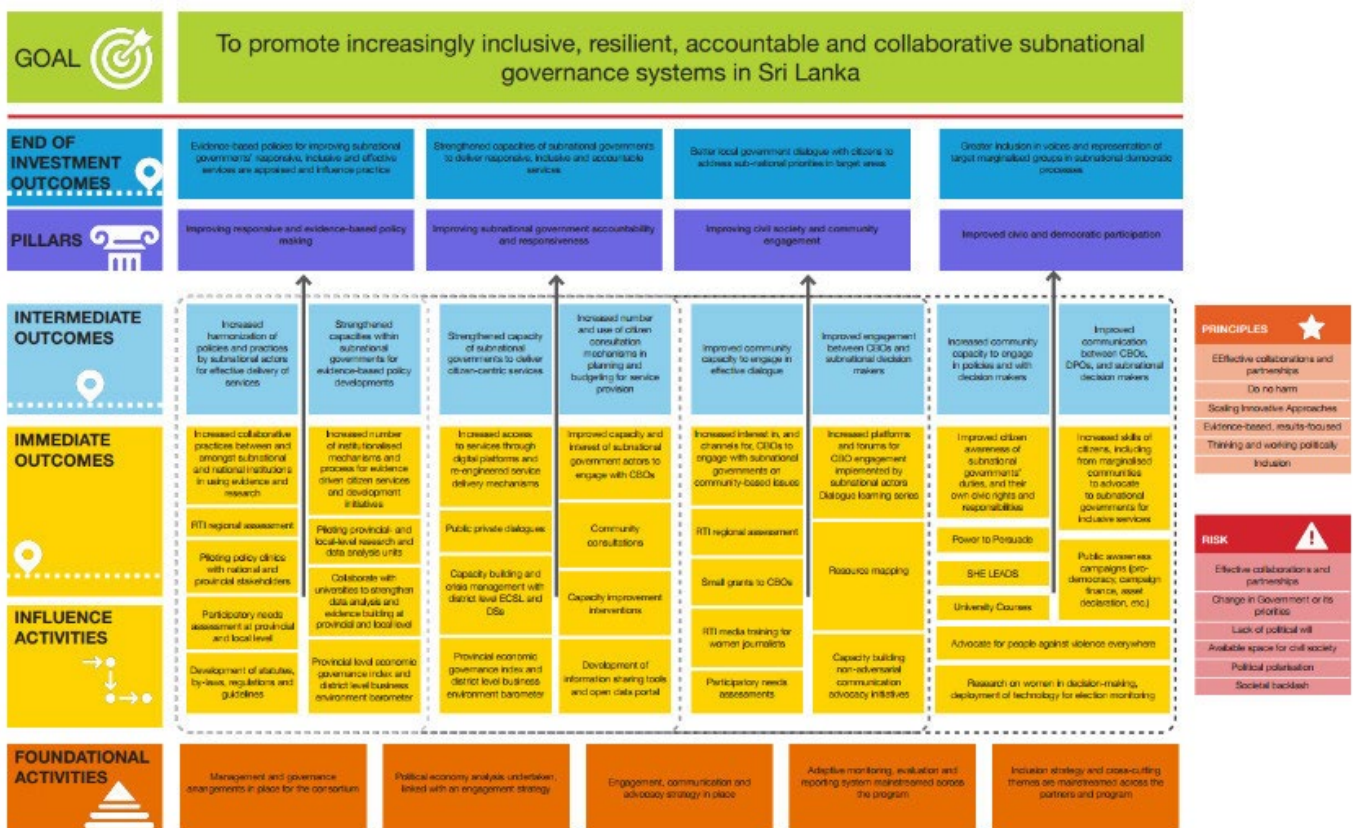 GOAL
To promote increasingly inclusive, resilient, accountable and collaborative subnational
governance systems in Sri Lanka
END OF
INVESTMENT
OUTCOMES
Evidence-based policies for improving subnational
governments' responsive, inclusive and effective
services are appraised and influence practice
Strengthened capacities of subnational governments
to deliver responsive, inclusive and accountable
services
Better local government dialogue with citizens to
address sub-national priorities in target areas
Greater inclusion in voices and representation of
target marginalised groups in subnational democratic
processes
PILLARS
Improving responsive and evidence-based policy
making
Improving subnational government accountability
and responsiveness
Improving civil society and community
engagement
Improved civic and democratic participation
INTERMEDIATE
OUTCOMES
Increased
harmonization of
policies and practices
by subnational actors
for effective delivery of
services
Strengthened
capacities within
subnational
governments for
evidence-based policy
developments
Strengthened capacity
of subnational
governments to deliver
citizen-centric services
Increased number
and use of citizen
consultation
mechanisms in
planning and
budgeting for service
provision
Improved community
capacity to engage in
effective dialogue
Improved engagement
between CBOs and
subnational decision
makers
Increased community
capacity to engage
in policies and with
decision makers
Improved
communication
between CBOs,
DPOs, and subnational
decision makers
IMMEDIATE
OUTCOMES
Increased collaborative
practices between and
amongst subnational
and national institutions
in using evidence and
research
Increased number
of institutionalised
mechanisms and
process for evidence
driven citizen services
and development
initiatives
Increased access
to services through
digital platforms and
re-engineered service
delivery mechanisms
Improved capacity and
interest of subnational
government actors to
engage with CBOs
Increased interest in, and
channels for, CBOs to
engage with subnational
governments on
community-based issues
Increased platforms
and forums for
CBO engagement
implemented by
subnational actors
Dialogue learning series
Improved citizen
awareness of
subnational
governments'
duties, and their
own civic rights and
responsibilities
Increased skills of
citizens, including
from marginalised
communities
to advocate
to subnational
governments for
inclusive services
INFLUENCE
ACTIVITIES
RTI regional assessment
Piloting policy clinics
with national and
provincial stakeholders
Participatory needs
assessment at provincial
and local level
Development of statutes,
by-laws, regulations and
guidelines
Piloting provincial- and
local-level research and
data analysis units
Collaborate with
universities to strengthen
data analysis and
evidence building at
provincial and local level
Provincial level economic
governance index and
district level business
environment barometer
Public private dialogues
Capacity building and
crisis management with
district level ECSL and
DSs
Provincial economic
governance index and
district level business
environment barometer
Community
consultations
Capacity improvement
interventions
Development of
information sharing tools
and open data portal
RTI regional assessment
Small grants to CBOs
RTI media training for
women journalists
Participatory needs
assessments
Resource mapping
Capacity building
non-adversarial
communication
advocacy initiatives
Power to Persuade
SHE LEADS
University Courses
Public awareness
campaigns (pro-
democracy, campaign
finance, asset
declaration, etc.)
Advocate for people against violence everywhere
Research on women in decision-making,
deployment of technology for election monitoring
FOUNDATIONAL
ACTIVITIES
Management and governance
arrangements in place for the consortium
Political economy analysis undertaken,
linked with an engagement strategy
Engagement, communication and
advocacy strategy in place
Adaptive monitoring, evaluation and
reporting system mainstreamed across
the program
Inclusion strategy and cross-cutting
themes are mainstreamed across the
partners and program
PRINCIPLES
EEffective collaborations and
partnerships
Do no harm
Scaling Innovative Approaches
Evidence-based, results-focused
Thinking and working politically
Inclusion
RISK
Effective collaborations and
partnerships
Change in Government or its
priorities
Lack of political will
Available space for civil society
Political polarisation
Societal backlash